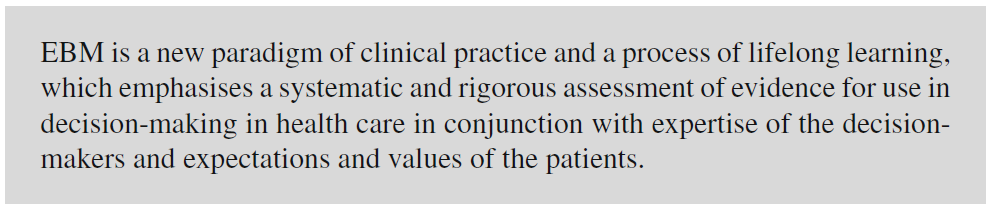 EBM is a new paradigm of clinical practice and a process of lifelong learning,
which emphasises a systematic and rigorous assessment of evidence for use in
decision-making in health care in conjunction with expertise of the decision-
makers and expectations and values of the patients.